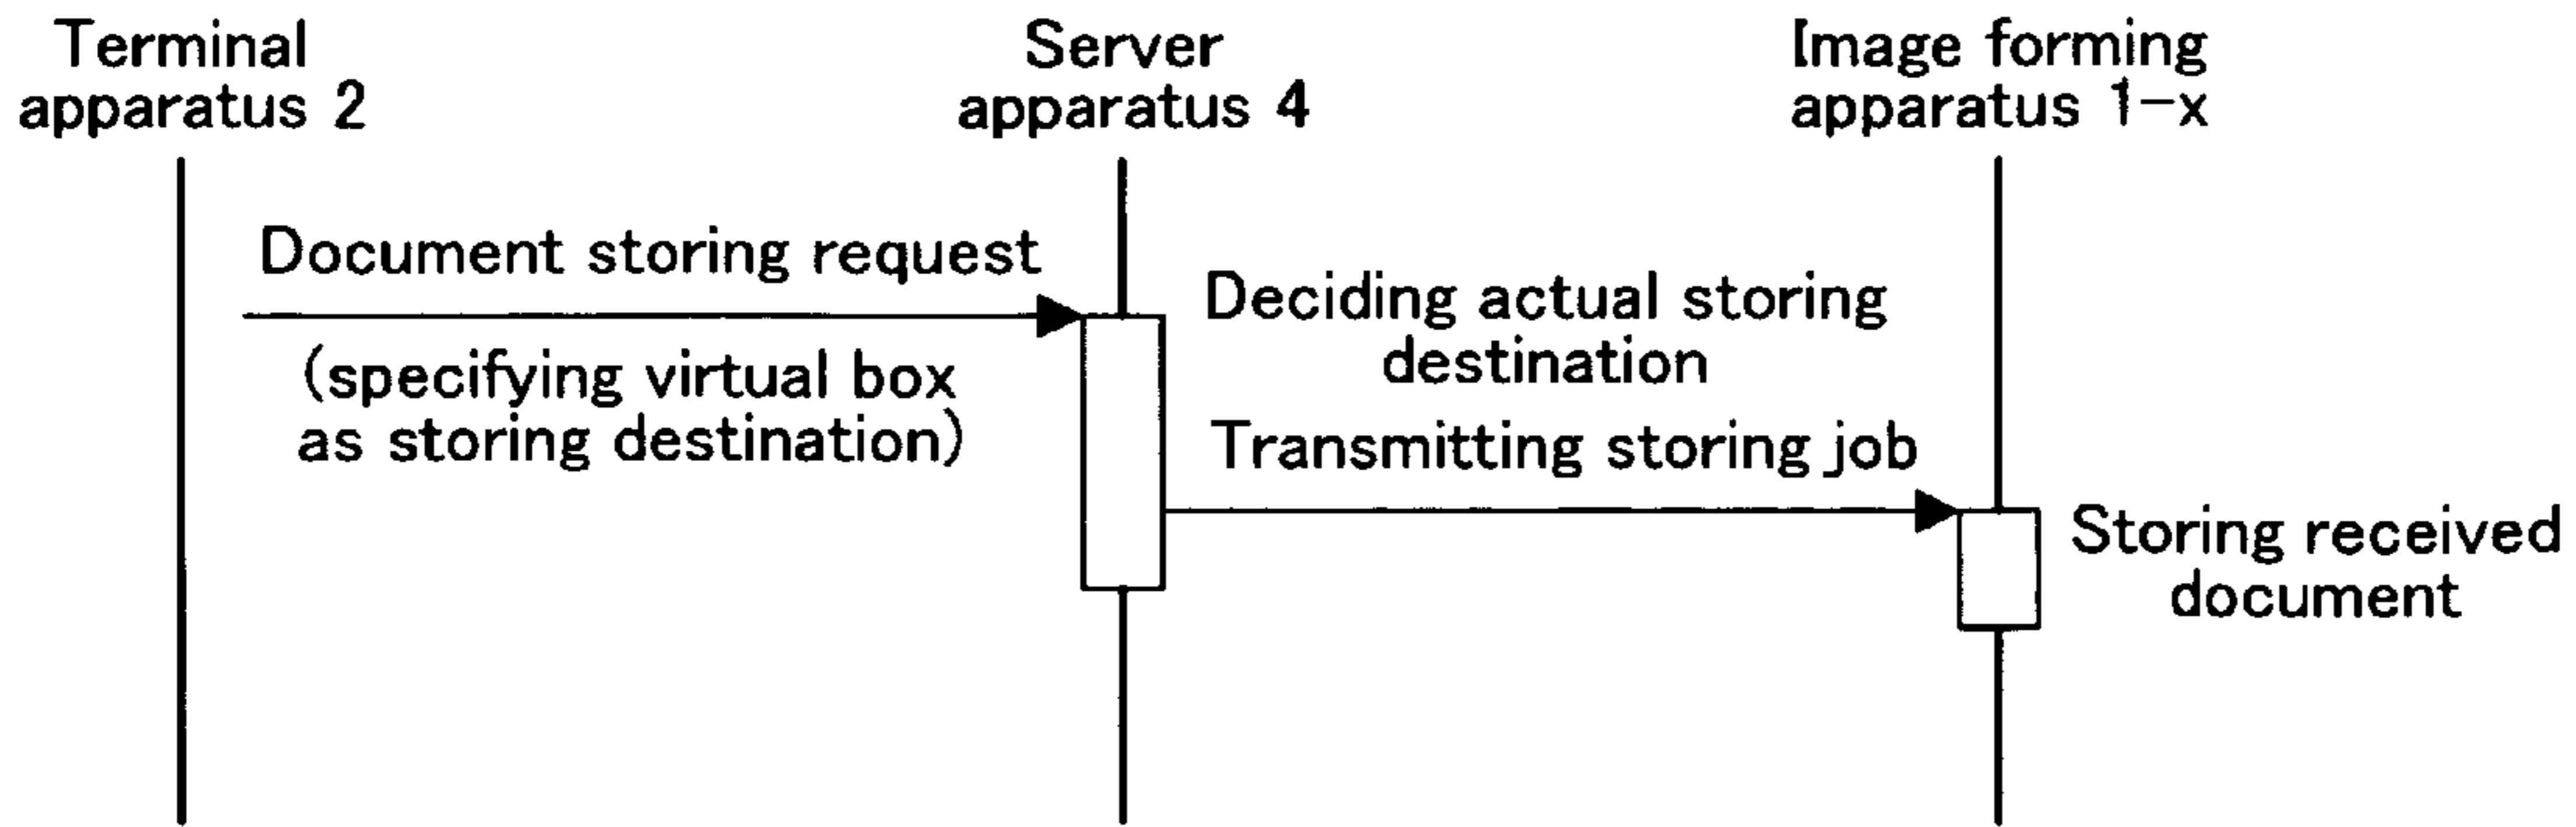 Terminal
apparatus 2
Server
apparatus 4
Image forming
apparatus 1-x
Document storing request
(specifying virtual box
as storing destination)
Deciding actual storing
destination
Transmitting storing job
Storing received
document